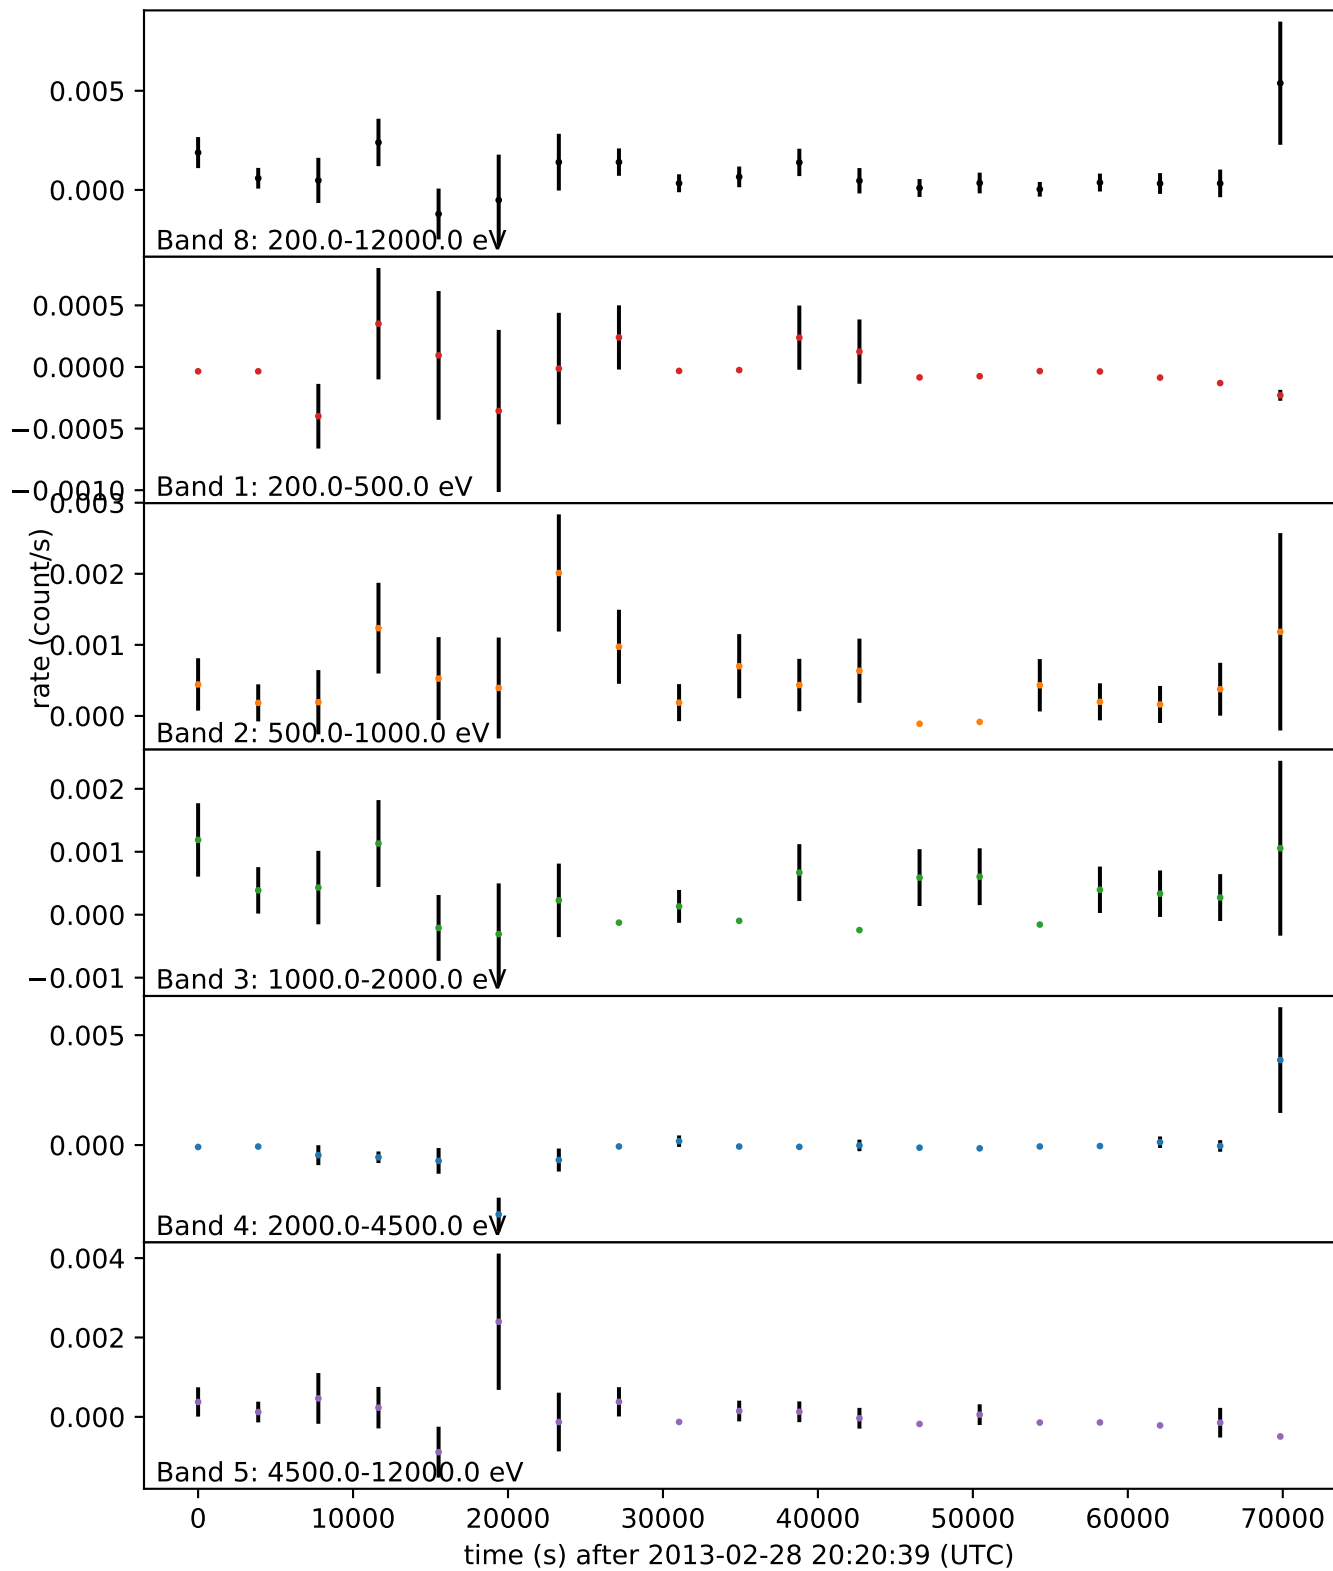 0.005
0.000
Band 8: 200.0-12000.0 eV
0.0005
0.0000
−0.0005
−0.0010
Band 1: 200.0-500.0 eV
0.003
0.002
0.001
0.000
rate (count/s)
Band 2: 500.0-1000.0 eV
0.002
0.001
0.000
−0.001
Band 3: 1000.0-2000.0 eV
0.005
0.000
Band 4: 2000.0-4500.0 eV
0.004
0.002
0.000
Band 5: 4500.0-12000.0 eV
0 10000 20000 30000 40000 50000 60000 70000
time (s) after 2013-02-28 20:20:39 (UTC)